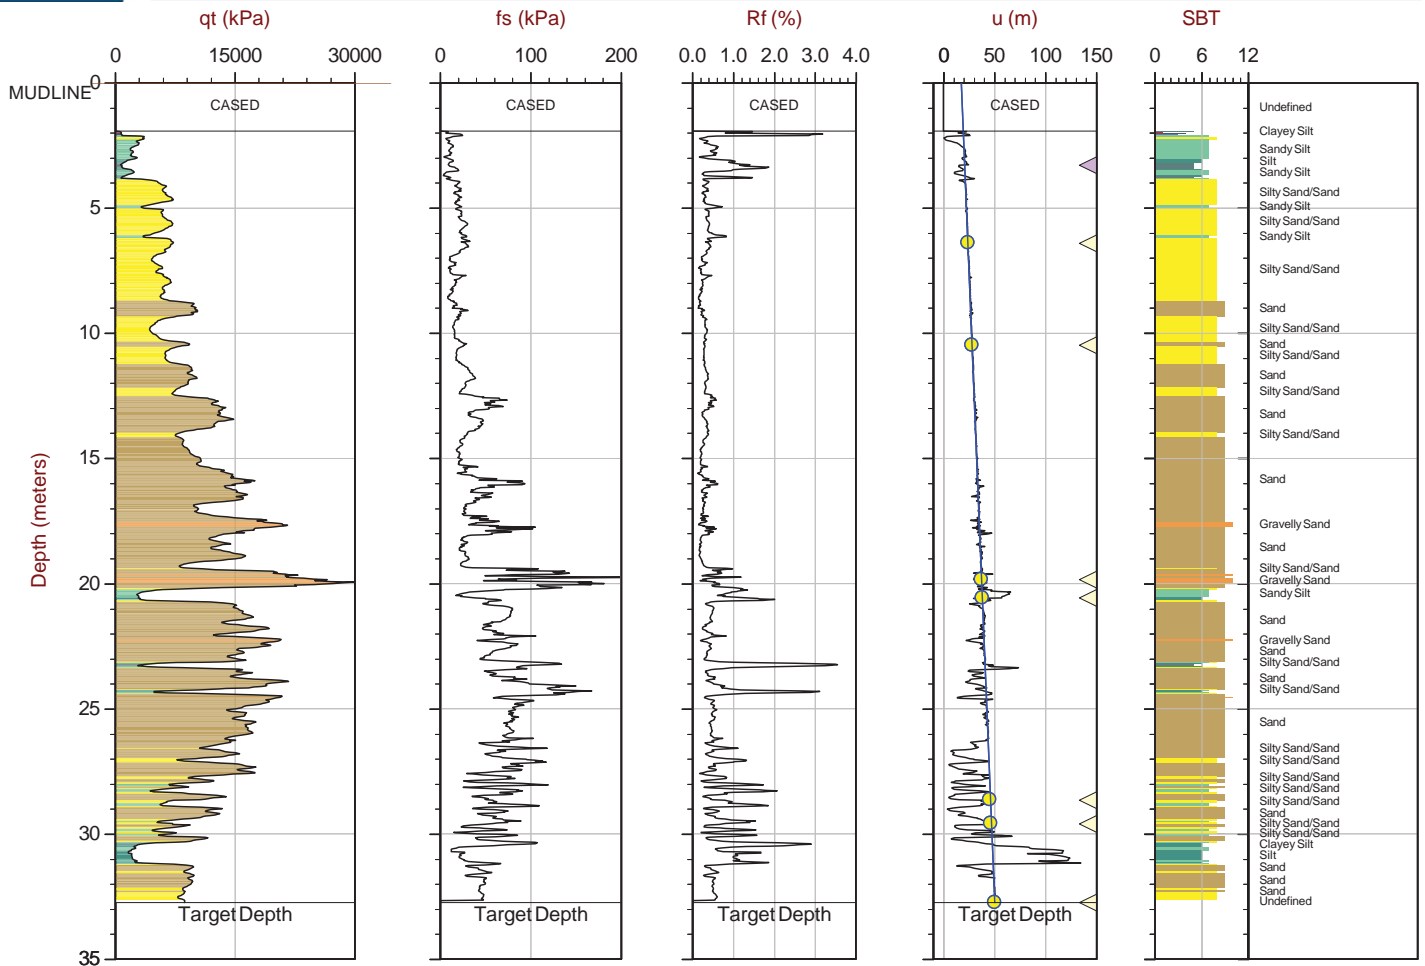 qt (kPa) fs (kPa) Rf (%) u (m) SBT
0 15000 30000 0 100 200 0.0 1.0 2.0 3.0 4.0 0 50 100 150 0 6 12
0
MUDLINE
CASED CASED CASED CASED
Undefined
Clayey Silt
Sandy Silt
Silt
Sandy Silt
Silty Sand/Sand
5
Sandy Silt
Silty Sand/Sand
Sandy Silt
Silty Sand/Sand
Sand
Silty Sand/Sand
10
Sand
Silty Sand/Sand
Sand
Silty Sand/Sand
Sand
Silty Sand/Sand
15
Sand
Gravelly Sand
Sand
Depth (meters)
Silty Sand/Sand
20
Gravelly Sand
Sandy Silt
Sand
Gravelly Sand
Sand
Silty Sand/Sand
Sand
Silty Sand/Sand
25
Sand
Silty Sand/Sand
Silty Sand/Sand
Silty Sand/Sand
Silty Sand/Sand
Silty Sand/Sand
Sand
Silty Sand/Sand
30
Silty Sand/Sand
Clayey Silt
Silt
Sand
Sand
Sand
Undefined
Target Depth Target Depth Target Depth Target Depth
35